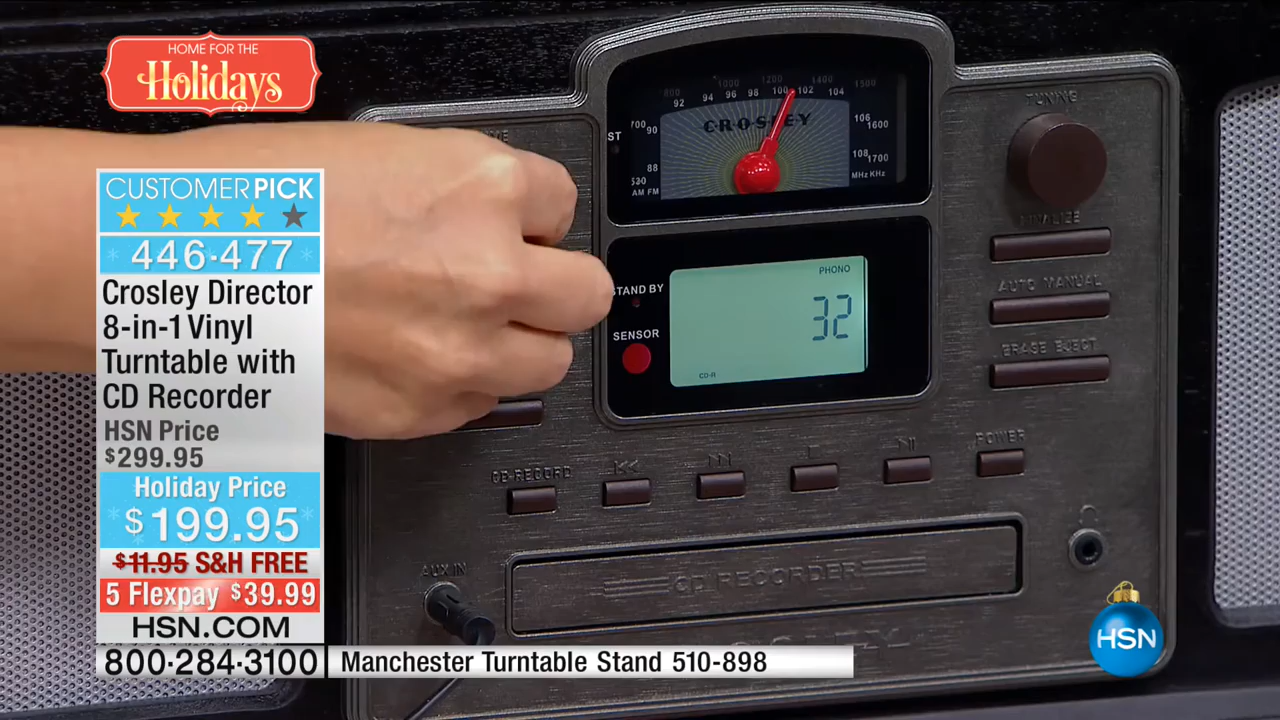 HOME FOR THE
Holidays
CUSTOMER PICK
446-477
Crosley Director
8-in-1 Vinyl
Turntable with
CD Recorder
HSN Price
$299.95
Holiday Price
$199.95
$11.95 S&H FREE
5 Flexpay $39.99
HSN.COM
800-284-3100
Manchester Turntable Stand 510-898
HSN
800 1000 1200 1400 1500
92 94 96 98 100 102 104
700 90
106 1600
88
108 1700
530
AM FM
MHz KHz
ST
CROSLEY
TUNING
FINALIZE
AUTO MANUAL
ERASE EJECT
STAND BY
SENSOR
PHONO
32
CD-R
CD-RECORD
POWER
AUX IN
CD RECORDER